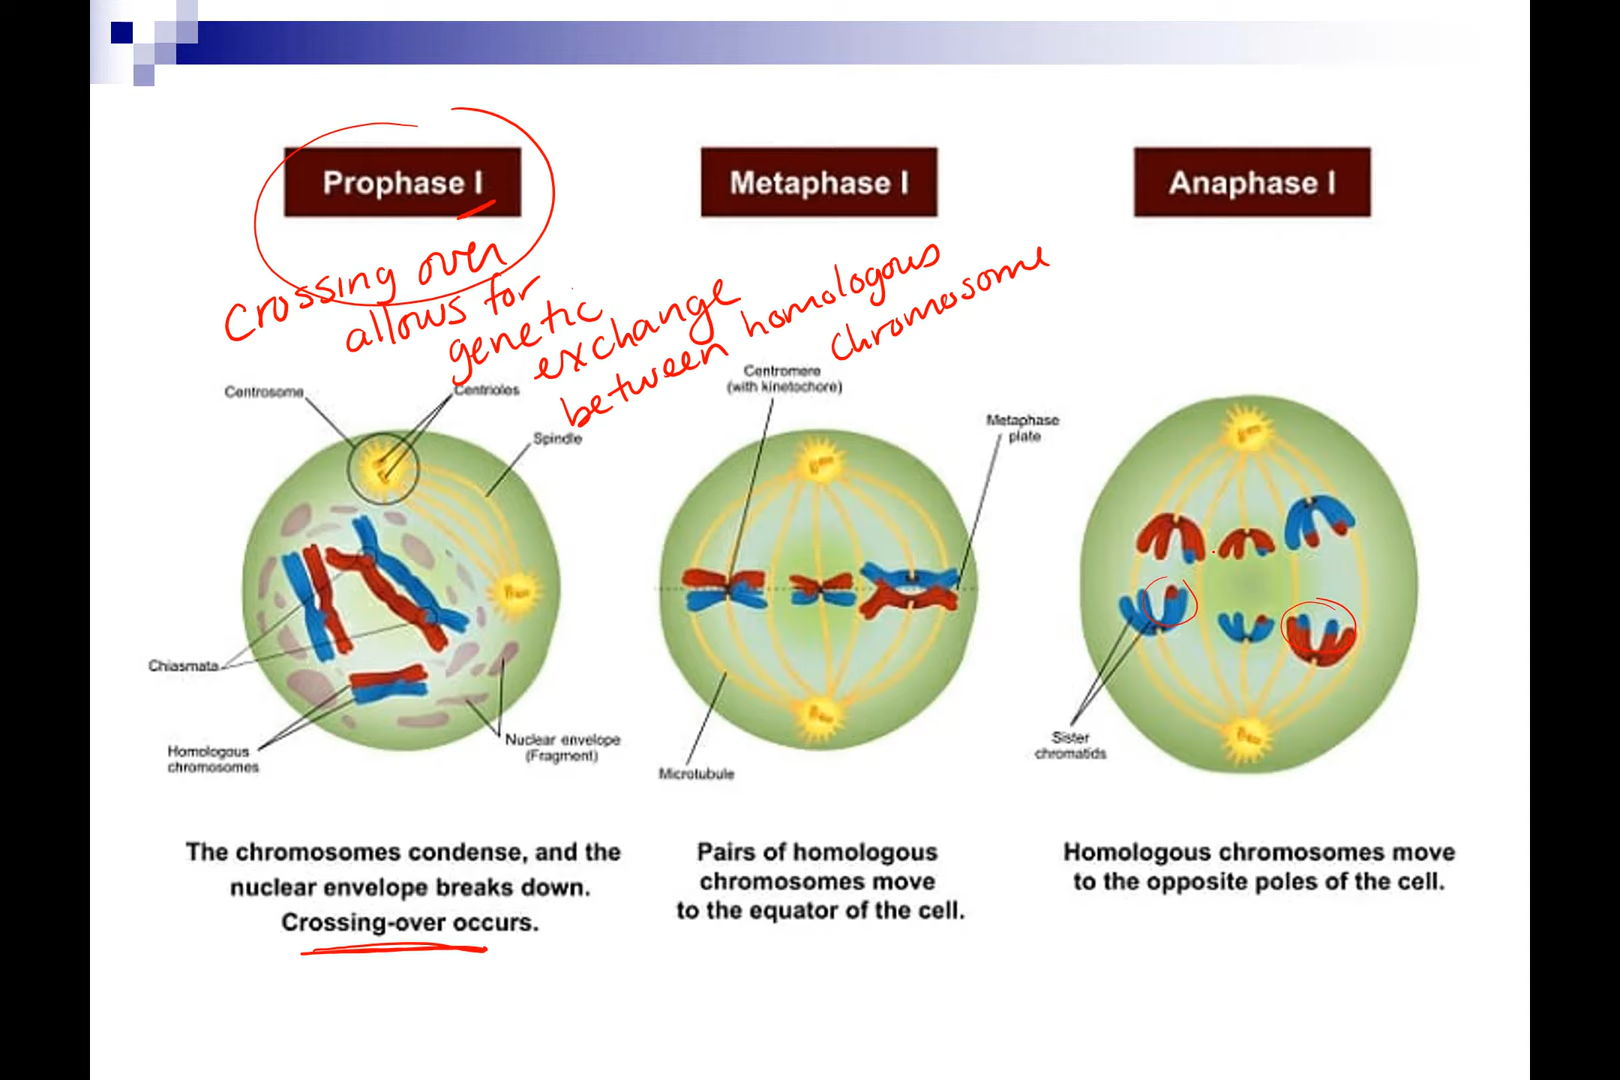 Prophase I
Metaphase I
Anaphase I
Crossing over
allows for
genetic
exchange
between homologous
chromosome
Centrosome
Centrioles
Spindle
Chiasmata
Homologous
chromosomes
Nuclear envelope
(Fragment)
Centromere
(with kinetochore)
Metaphase
plate
Microtubule
Sister
chromatids
The chromosomes condense, and the
nuclear envelope breaks down.
Crossing-over occurs.
Pairs of homologous
chromosomes move
to the equator of the cell.
Homologous chromosomes move
to the opposite poles of the cell.